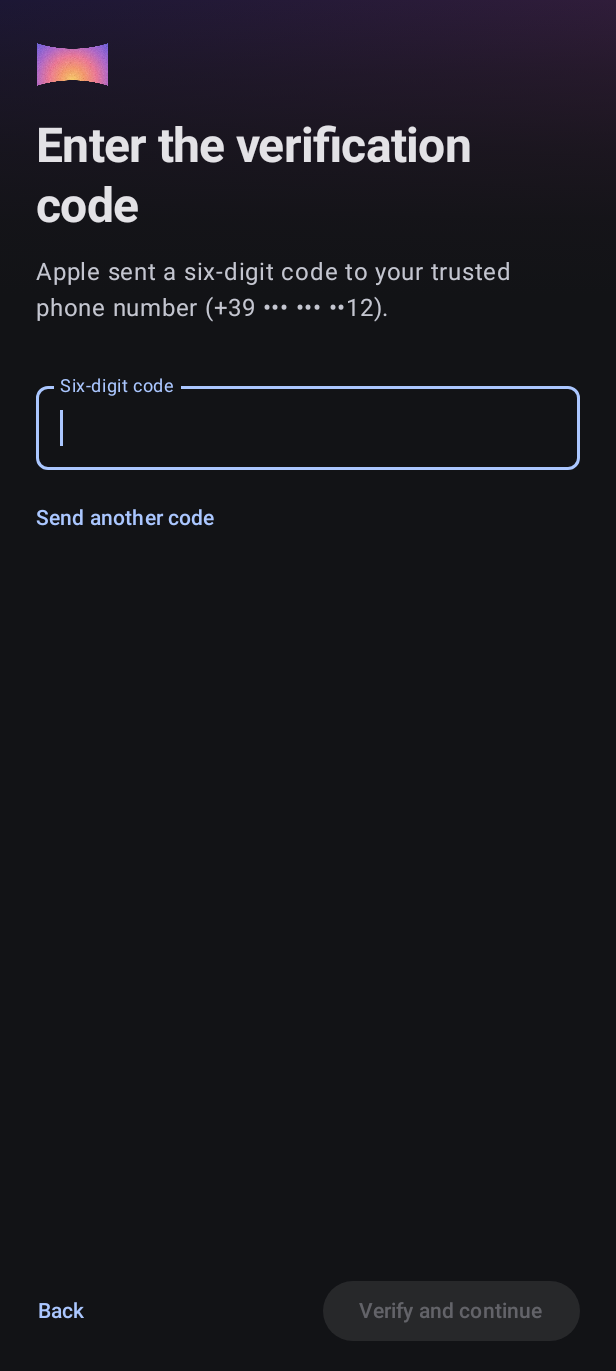 Enter the verification
code
Apple sent a six-digit code to your trusted
phone number (+39 ••• ••• ••12).
Six-digit code
Send another code
Back
Verify and continue